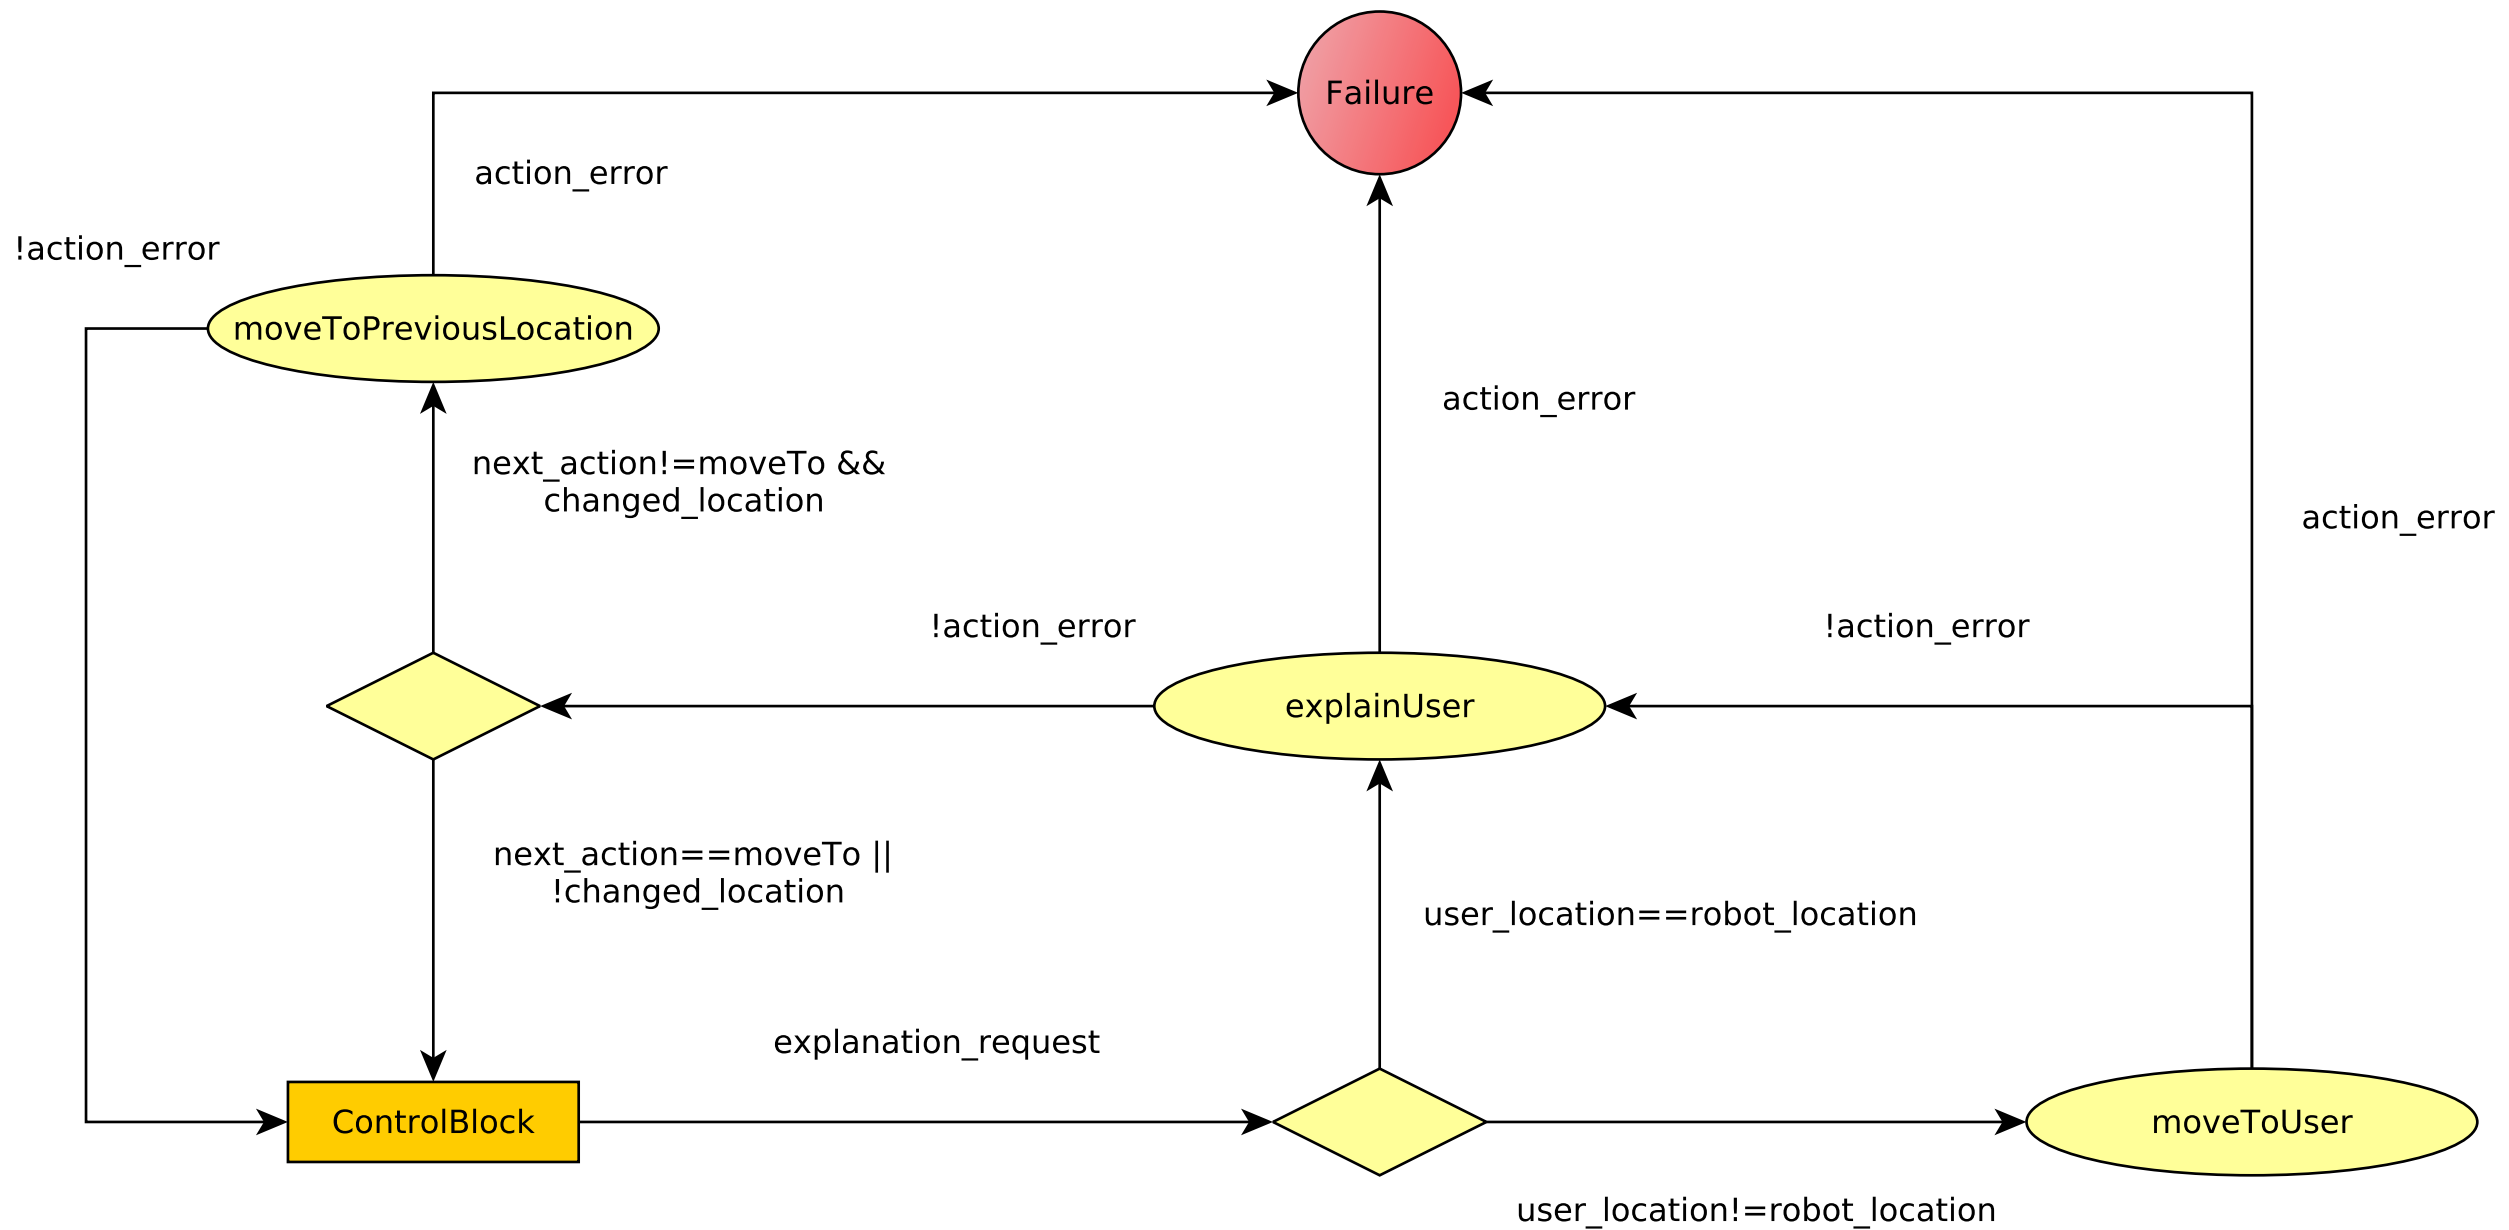 Failure
action_error
!action_error
moveToPreviousLocation
action_error
next_action!=moveTo &&
changed_location
action_error
!action_error
!action_error
explainUser
next_action==moveTo ||
!changed_location
user_location==robot_location
explanation_request
ControlBlock
moveToUser
user_location!=robot_location